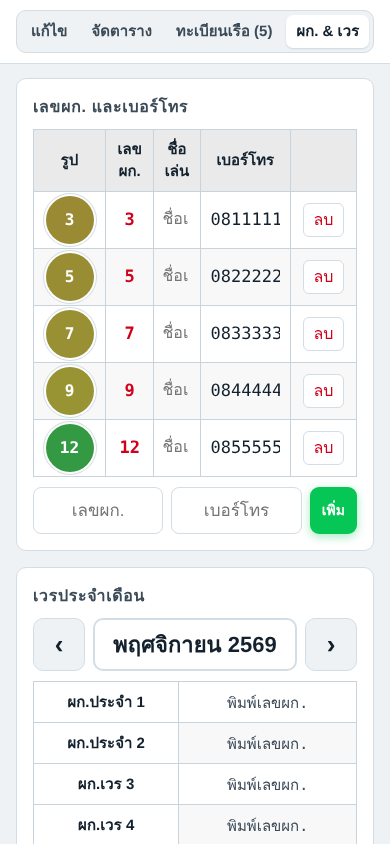 แก้ไข จัดตาราง ทะเบียนเรือ (5) ผก. & เวร
เลขผก. และเบอร์โทร
รูป เลขผก. ชื่อเล่น เบอร์โทร
3 3 ชื่อเ 0811111 ลบ
5 5 ชื่อเ 0822222 ลบ
7 7 ชื่อเ 0833333 ลบ
9 9 ชื่อเ 0844444 ลบ
12 12 ชื่อเ 0855555 ลบ
เลขผก. เบอร์โทร เพิ่ม
เวรประจำเดือน
‹ พฤศจิกายน 2569 ›
ผก.ประจำ 1 พิมพ์เลขผก.
ผก.ประจำ 2 พิมพ์เลขผก.
ผก.เวร 3 พิมพ์เลขผก.
ผก.เวร 4 พิมพ์เลขผก.